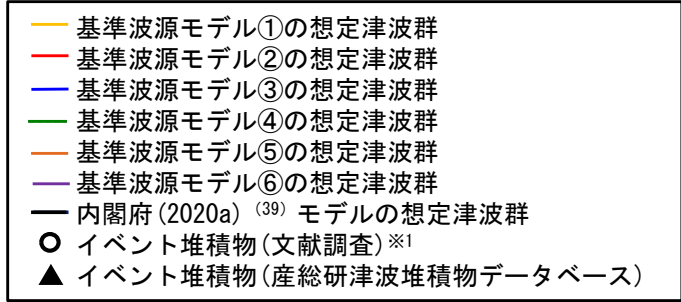 基準波源モデル①の想定津波群
基準波源モデル②の想定津波群
基準波源モデル③の想定津波群
基準波源モデル④の想定津波群
基準波源モデル⑤の想定津波群
基準波源モデル⑥の想定津波群
内閣府(2020a)(39)モデルの想定津波群
イベント堆積物(文献調査)※1
イベント堆積物(産総研津波堆積物データベース)